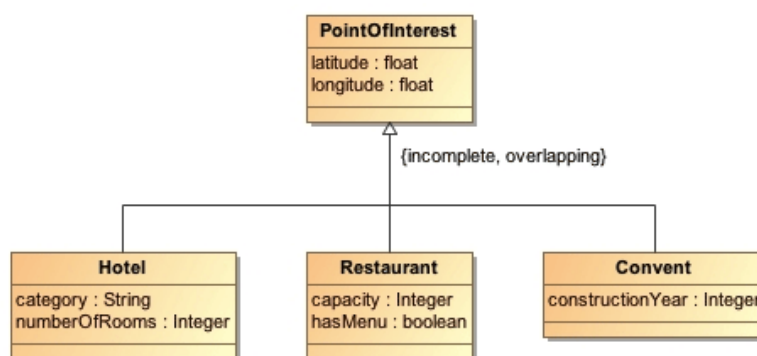 PointOfInterest
latitude : float
longitude : float
{incomplete, overlapping}
Hotel
category : String
numberOfRooms : Integer
Restaurant
capacity : Integer
hasMenu : boolean
Convent
constructionYear : Integer